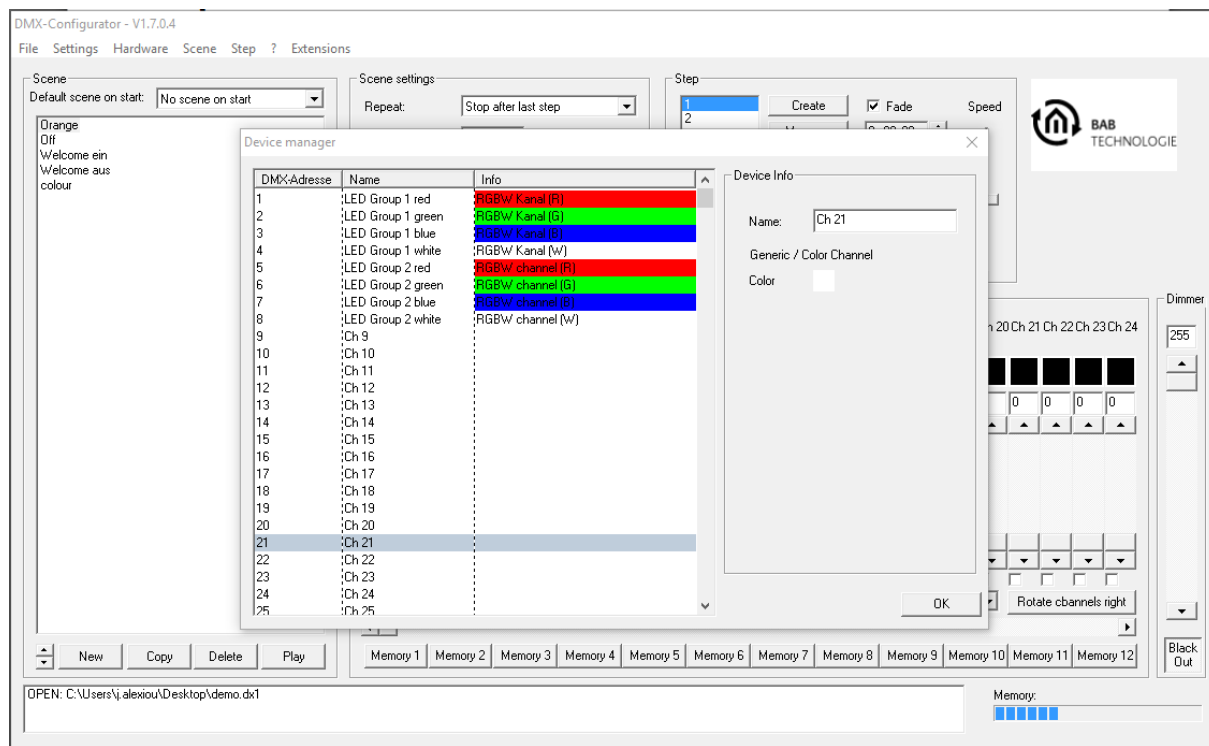 DMX-Configurator - V1.7.0.4
File Settings Hardware Scene Step ? Extensions
Scene
Default scene on start: No scene on start
Orange
Off
Welcome ein
Welcome aus
colour
New Copy Delete Play
Scene settings
Repeat: Stop after last step
Step
1
2
Create
Fade
Speed
BAB
TECHNOLOGIE
Device manager
DMX-Adresse Name Info
1 LED Group 1 red RGBW Kanal (R)
2 LED Group 1 green RGBW Kanal (G)
3 LED Group 1 blue RGBW Kanal (B)
4 LED Group 1 white RGBW Kanal (W)
5 LED Group 2 red RGBW channel (R)
6 LED Group 2 green RGBW channel (G)
7 LED Group 2 blue RGBW channel (B)
8 LED Group 2 white RGBW channel (W)
9 Ch 9
10 Ch 10
11 Ch 11
12 Ch 12
13 Ch 13
14 Ch 14
15 Ch 15
16 Ch 16
17 Ch 17
18 Ch 18
19 Ch 19
20 Ch 20
21 Ch 21
22 Ch 22
23 Ch 23
24 Ch 24
25 Ch 25
Device Info
Name: Ch 21
Generic / Color Channel
Color
OK
20 Ch 21 Ch 22 Ch 23 Ch 24
0 0 0 0
Rotate cbannels right
Dimmer
255
Black
Out
Memory 1 Memory 2 Memory 3 Memory 4 Memory 5 Memory 6 Memory 7 Memory 8 Memory 9 Memory 10 Memory 11 Memory 12
OPEN: C:\Users\j.alexiou\Desktop\demo.dx1
Memory: